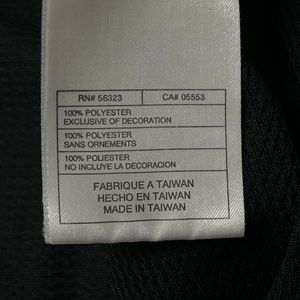 RN# 56323 CA# 05553
100% POLYESTER
EXCLUSIVE OF DECORATION
100% POLYESTER
SANS ORNEMENTS
100% POLIESTER
NO INCLUYE LA DECORACION
FABRIQUE A TAIWAN
HECHO EN TAIWAN
MADE IN TAIWAN